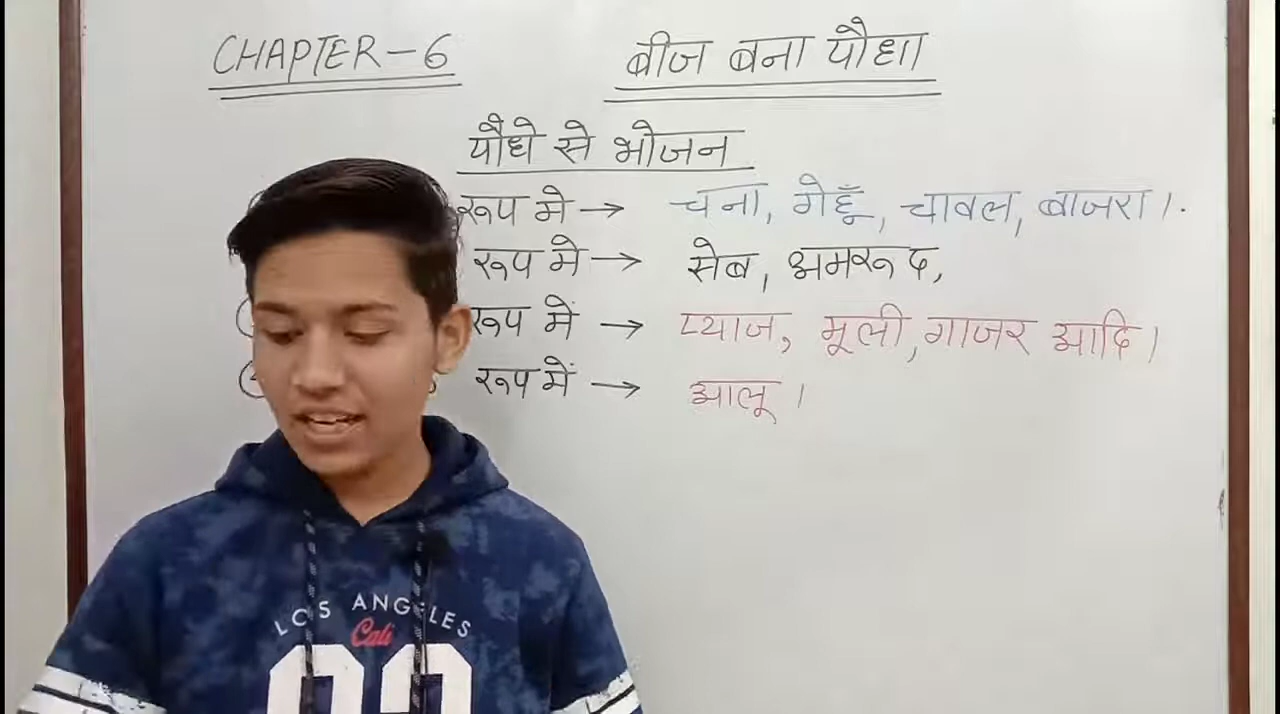 CHAPTER-6 बीज बना पौधा
पौधे से भोजन
रूप मे → चना, गेहूँ, चावल, बाजरा।.
रूप मे → सेब, अमरूद,
रूप में → प्याज, मूली, गाजर आदि।
रूप में → आलू।
LOS ANGELES
Cali